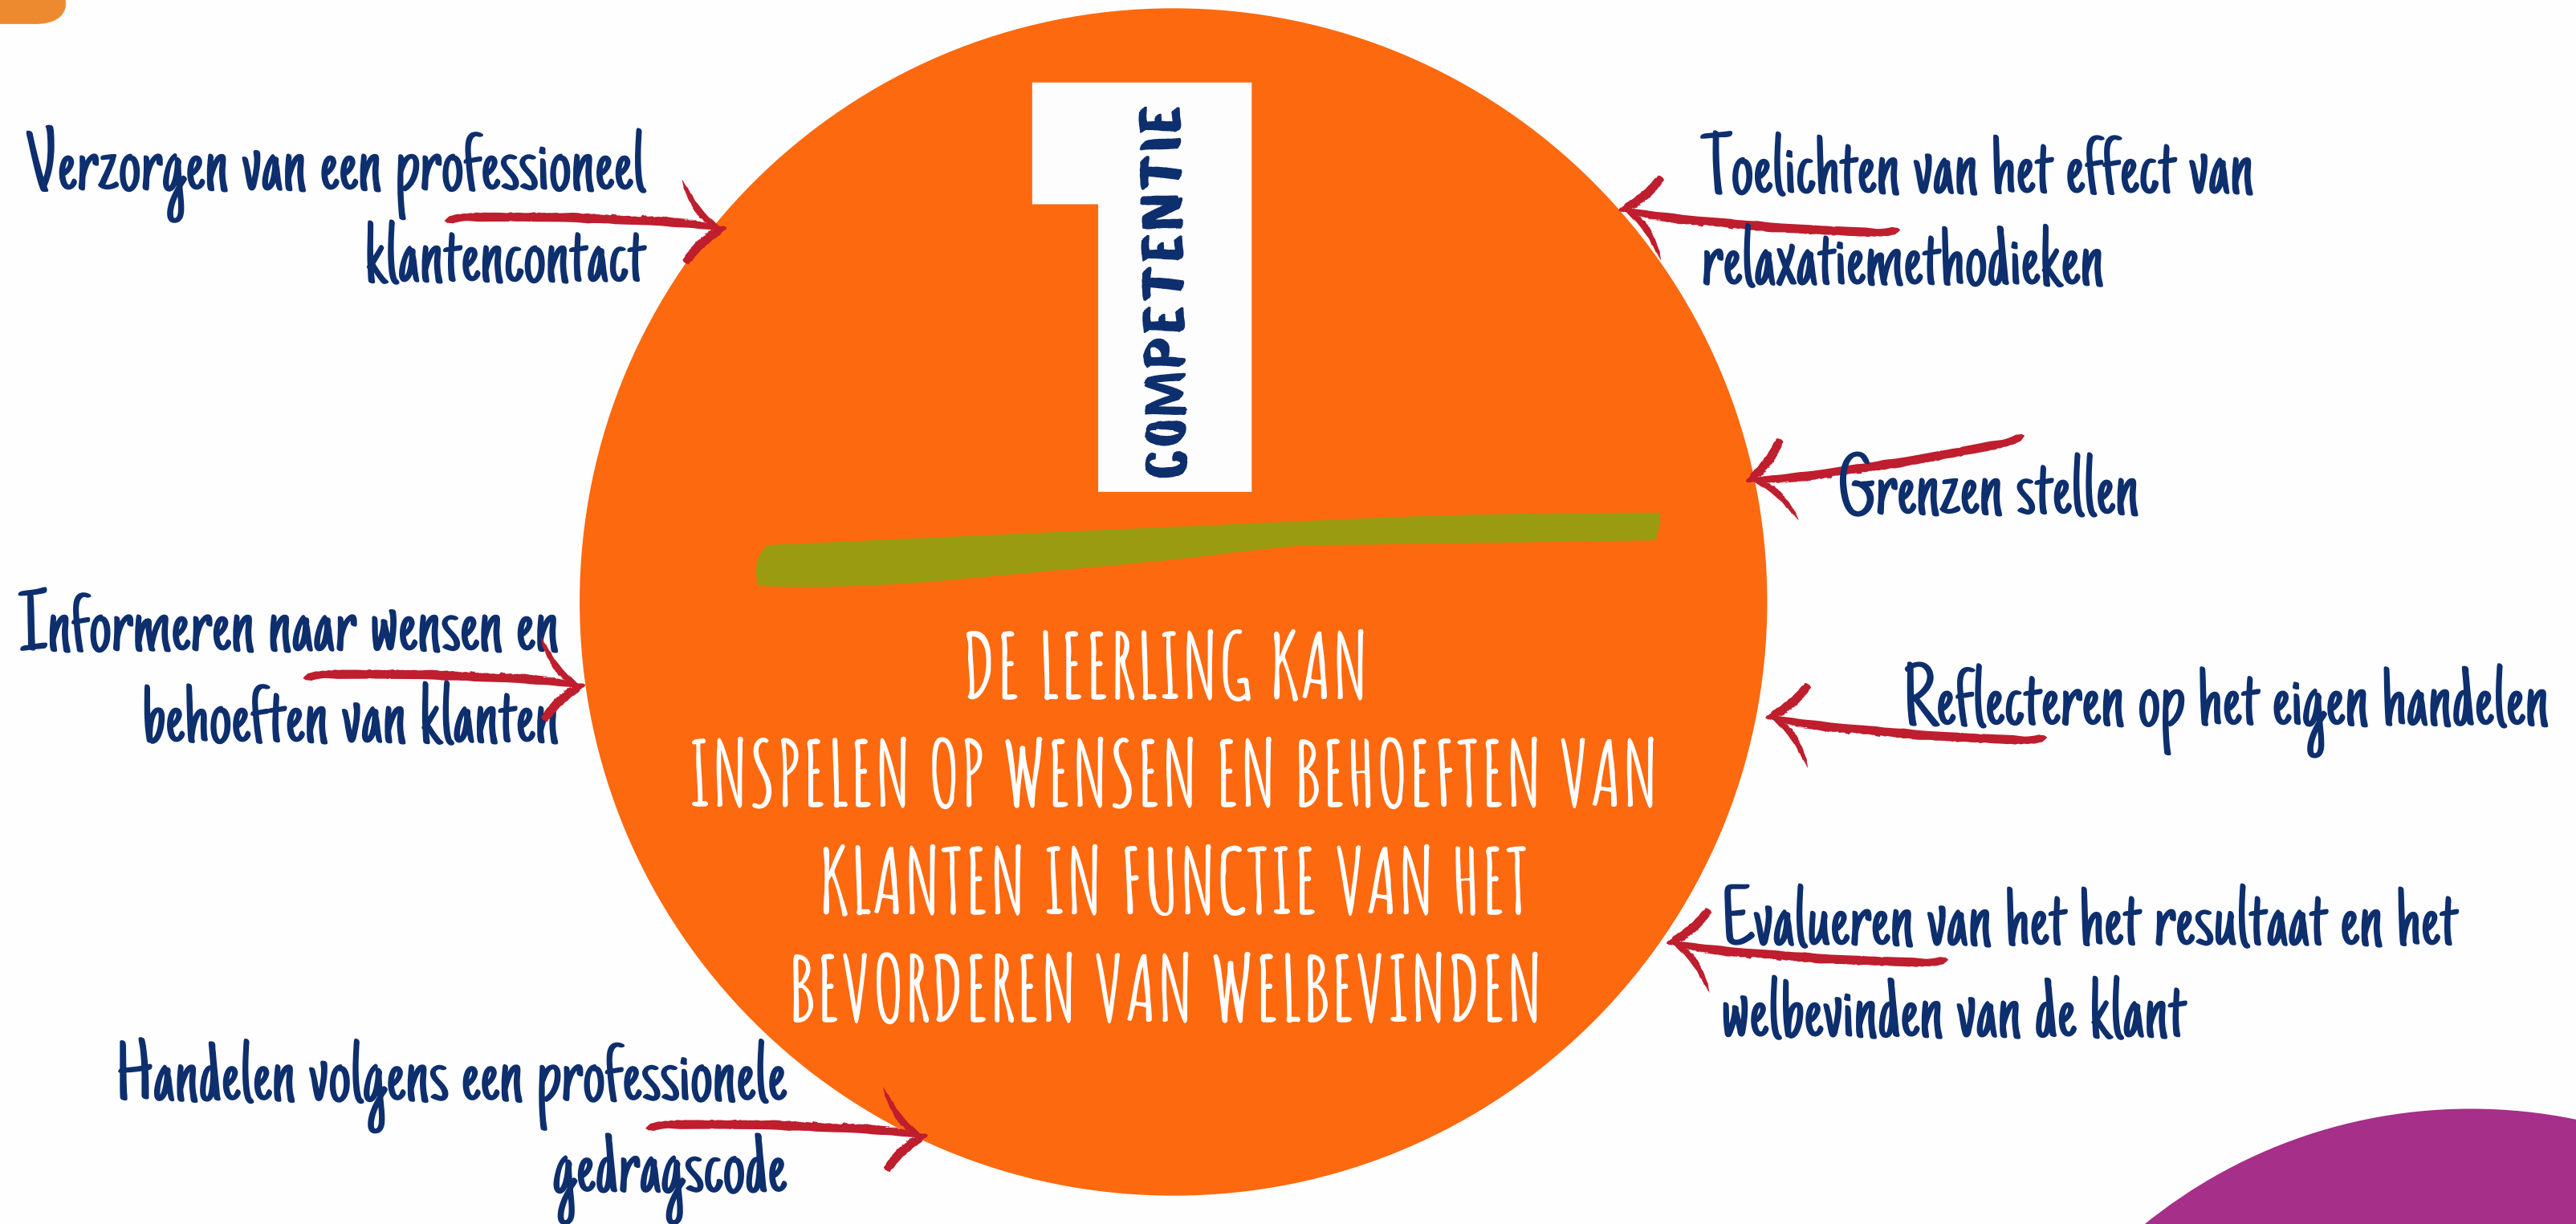 1
COMPETENTIE
DE LEERLING KAN
INSPELEN OP WENSEN EN BEHOEFTEN VAN
KLANTEN IN FUNCTIE VAN HET
BEVORDEREN VAN WELBEVINDEN
Verzorgen van een professioneel
klantencontact
Informeren naar wensen en
behoeften van klanten
Handelen volgens een professionele
gedragscode
Toelichten van het effect van
relaxatiemethodieken
Grenzen stellen
Reflecteren op het eigen handelen
Evalueren van het het resultaat en het
welbevinden van de klant